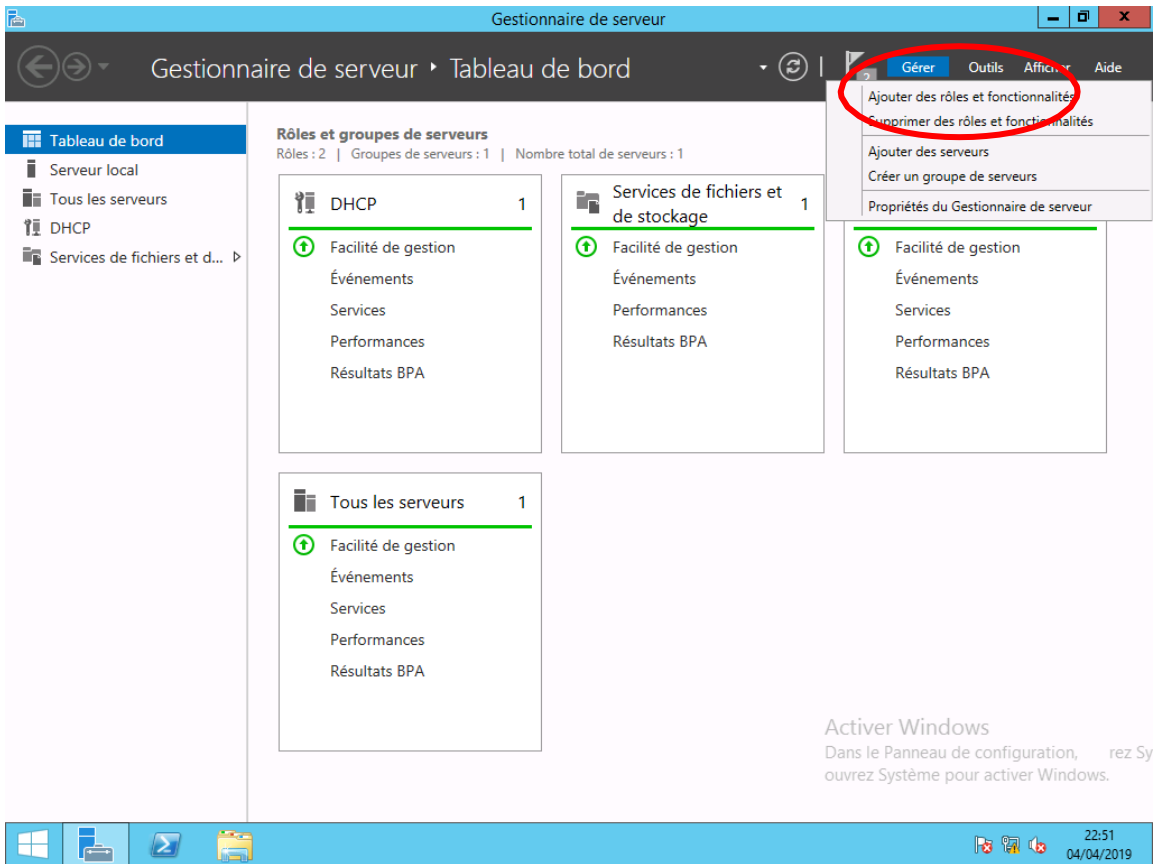 Gestionnaire de serveur
Gestionnaire de serveur Tableau de bord
2
Gérer Outils Afficher Aide
Ajouter des rôles et fonctionnalités
Supprimer des rôles et fonctionnalités
Ajouter des serveurs
Créer un groupe de serveurs
Propriétés du Gestionnaire de serveur
Tableau de bord
Serveur local
Tous les serveurs
DHCP
Services de fichiers et d...
Rôles et groupes de serveurs
Rôles : 2 | Groupes de serveurs : 1 | Nombre total de serveurs : 1
DHCP 1
Facilité de gestion
Événements
Services
Performances
Résultats BPA
Services de fichiers et
de stockage 1
Facilité de gestion
Événements
Performances
Résultats BPA
Facilité de gestion
Événements
Services
Performances
Résultats BPA
Tous les serveurs 1
Facilité de gestion
Événements
Services
Performances
Résultats BPA
Activer Windows
Dans le Panneau de configuration, rez Sy
ouvrez Système pour activer Windows.
22:51
04/04/2019